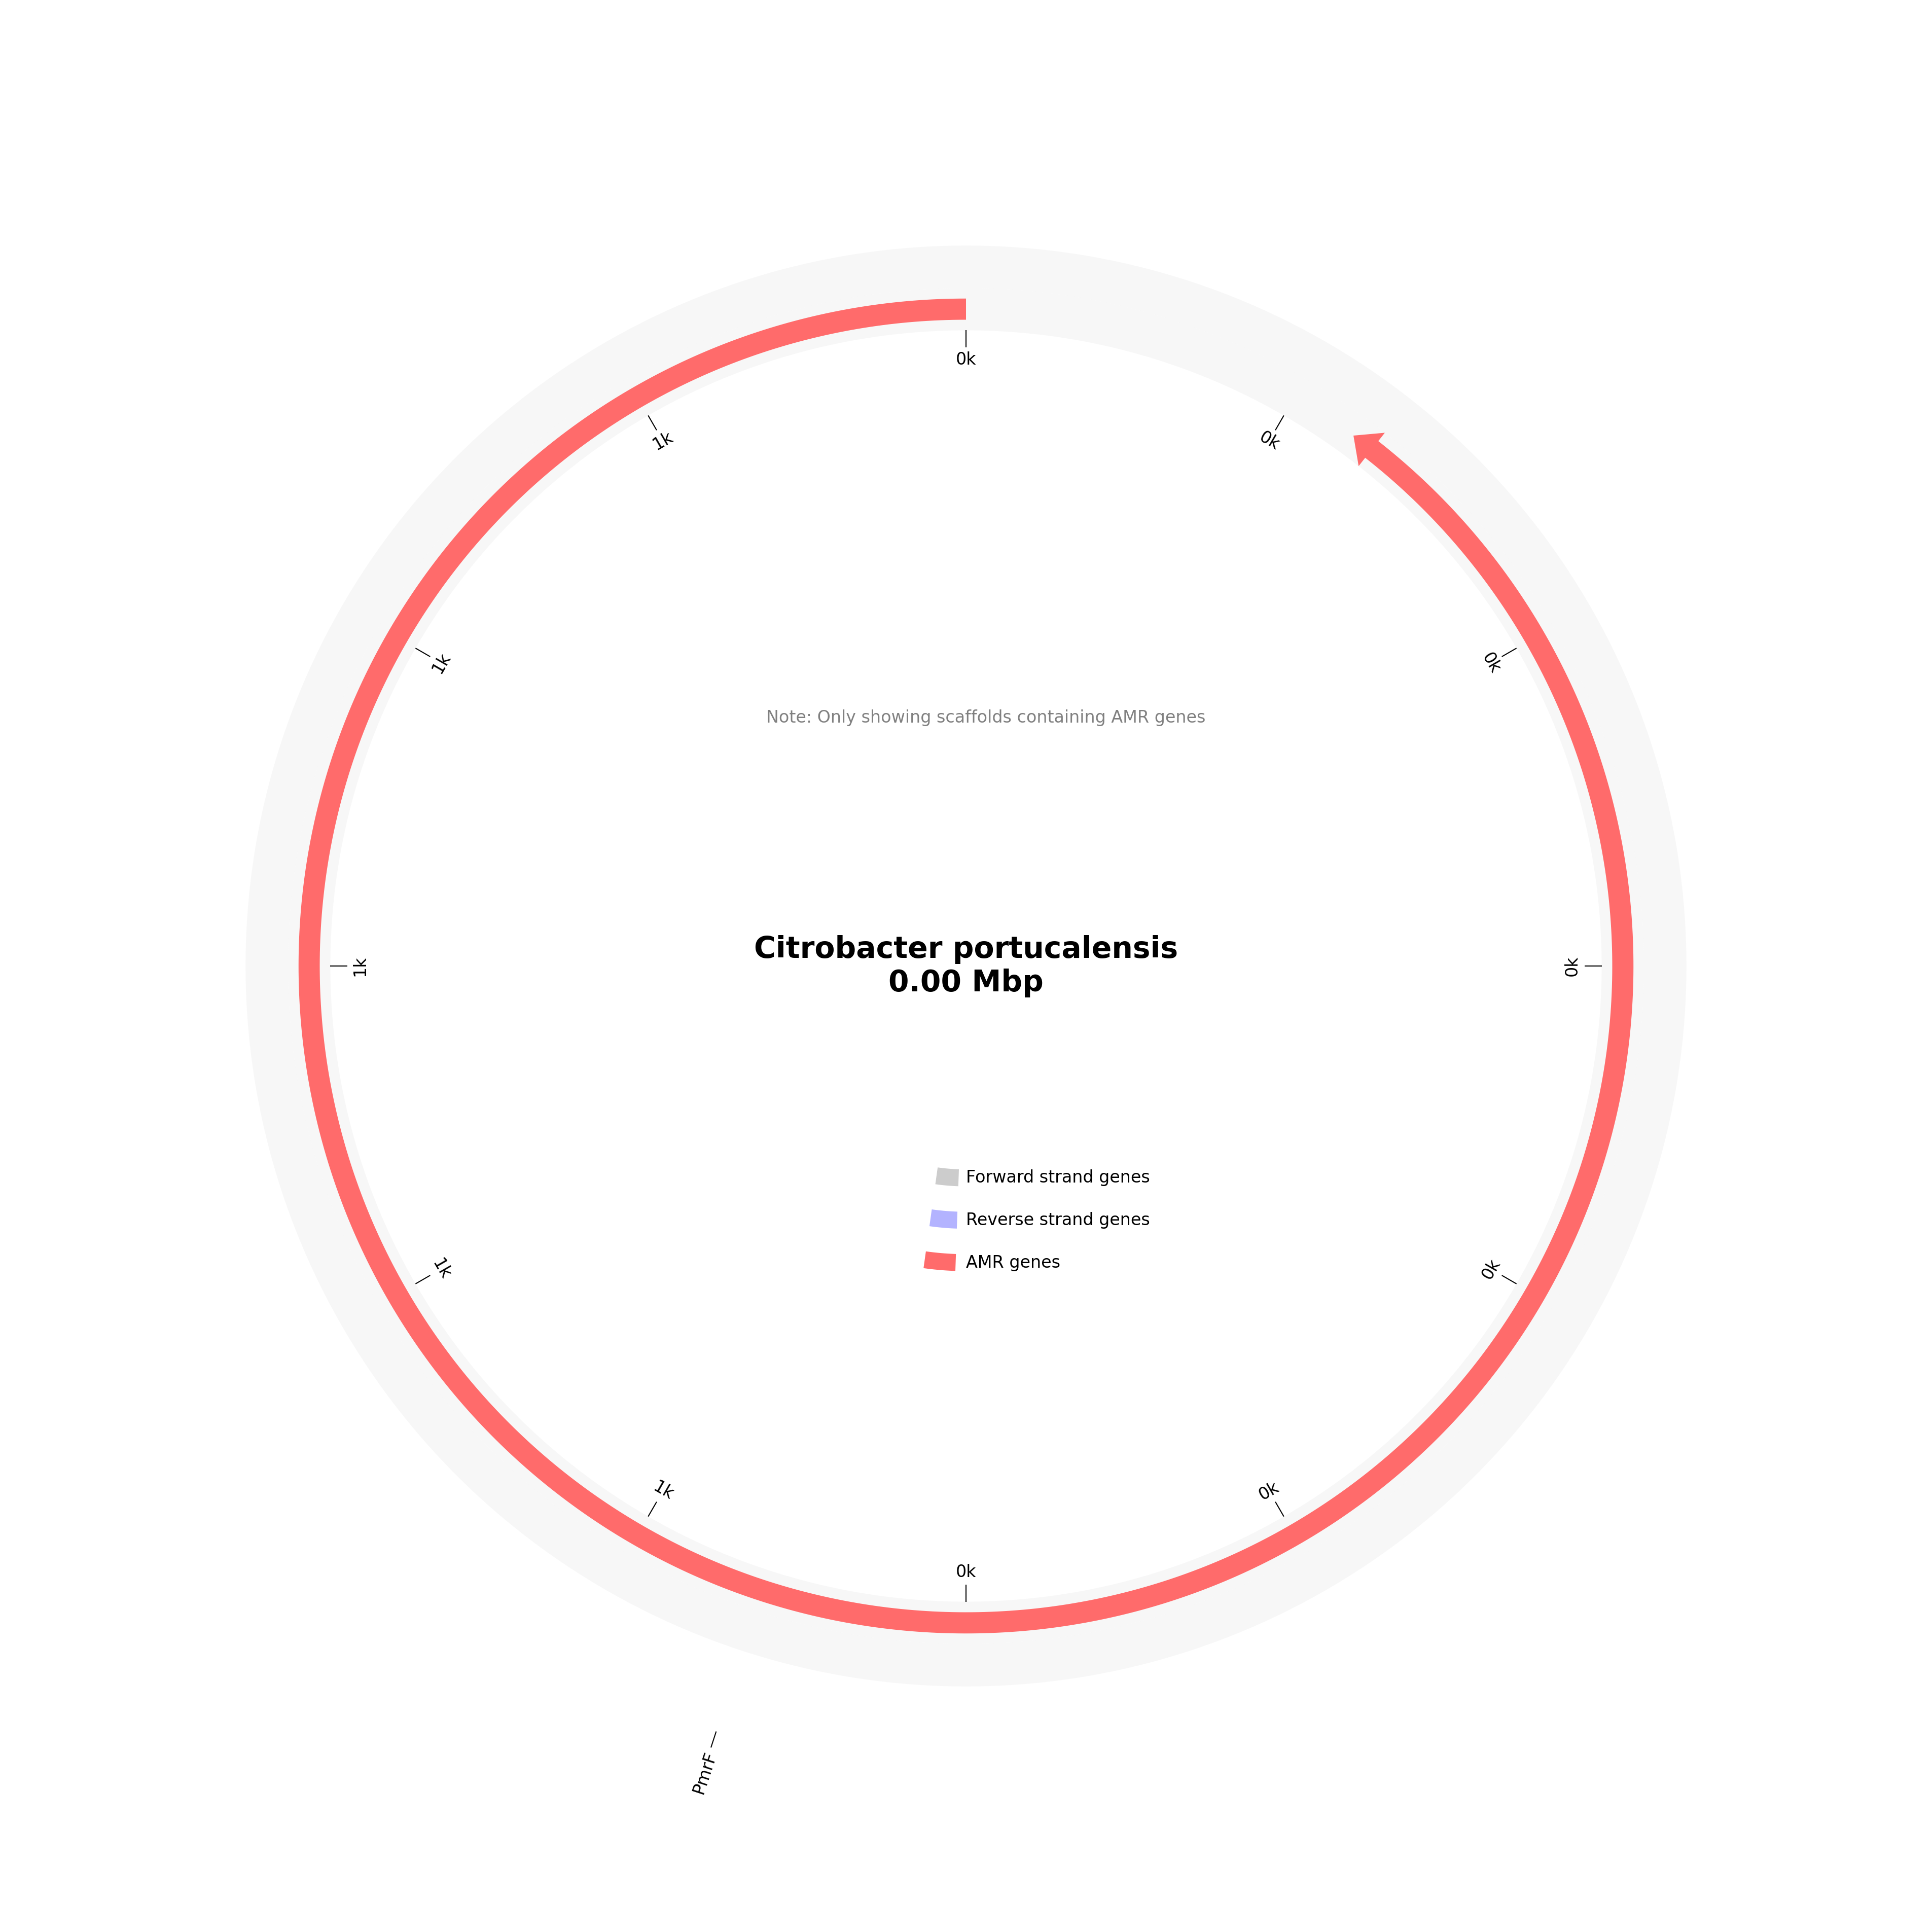 0k
0k
1k
0k
1k
Note: Only showing scaffolds containing AMR genes
Citrobacter portucalensis
0.00 Mbp
1k
0k
Forward strand genes
Reverse strand genes
AMR genes
1k
0k
1k
0k
0k
PmrF